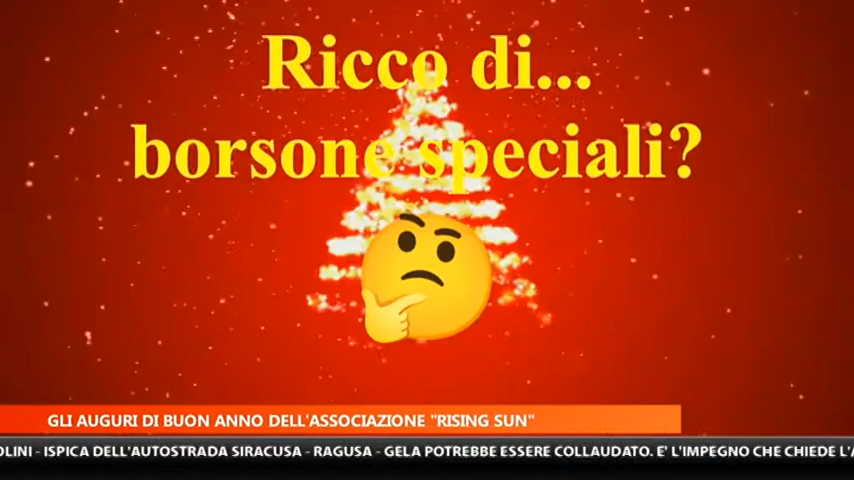 Ricco di...
borsone speciali?
GLI AUGURI DI BUON ANNO DELL'ASSOCIAZIONE "RISING SUN"
OLINI - ISPICA DELL'AUTOSTRADA SIRACUSA - RAGUSA - GELA POTREBBE ESSERE COLLAUDATO. E' L'IMPEGNO CHE CHIEDE L'A